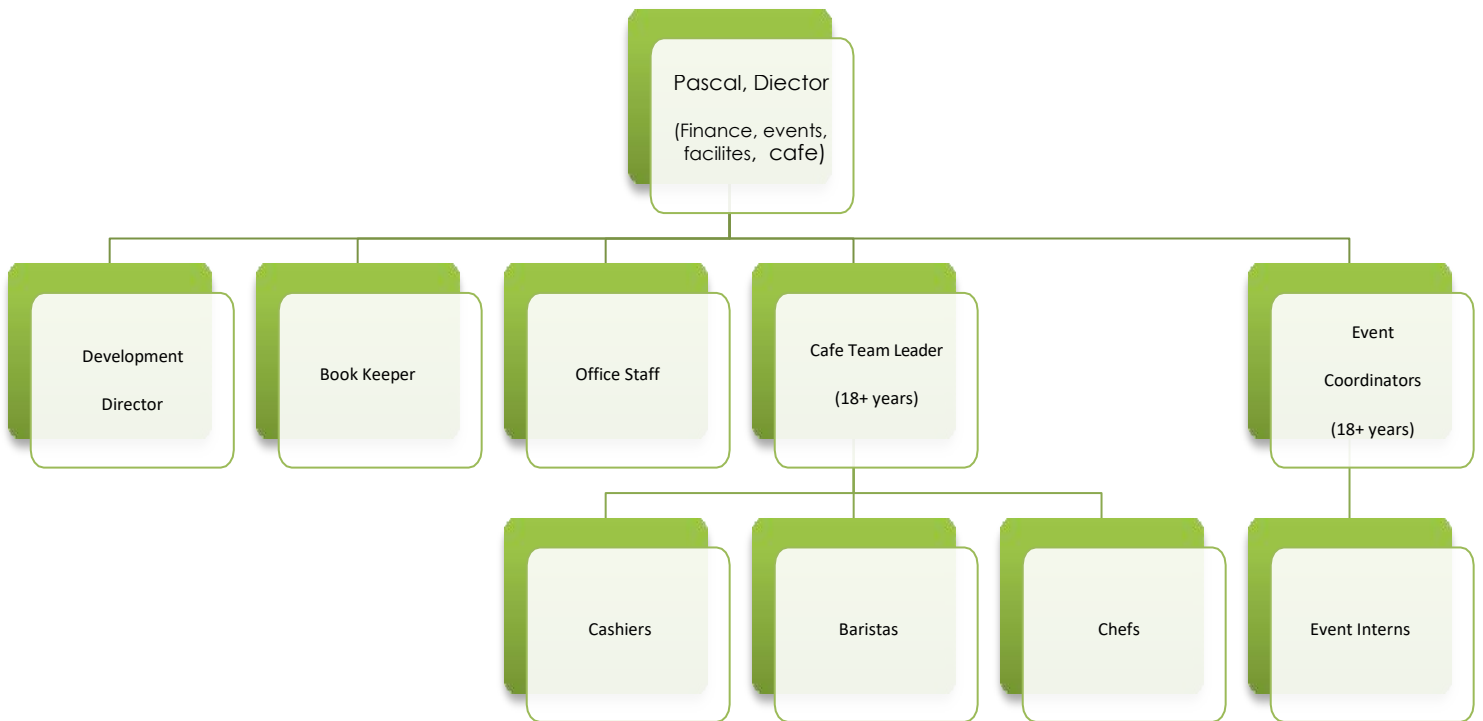 Pascal, Diector
(Finance, events,
facilites, cafe)
Development
Director
Book Keeper
Office Staff
Cafe Team Leader
(18+ years)
Event
Coordinators
(18+ years)
Cashiers
Baristas
Chefs
Event Interns